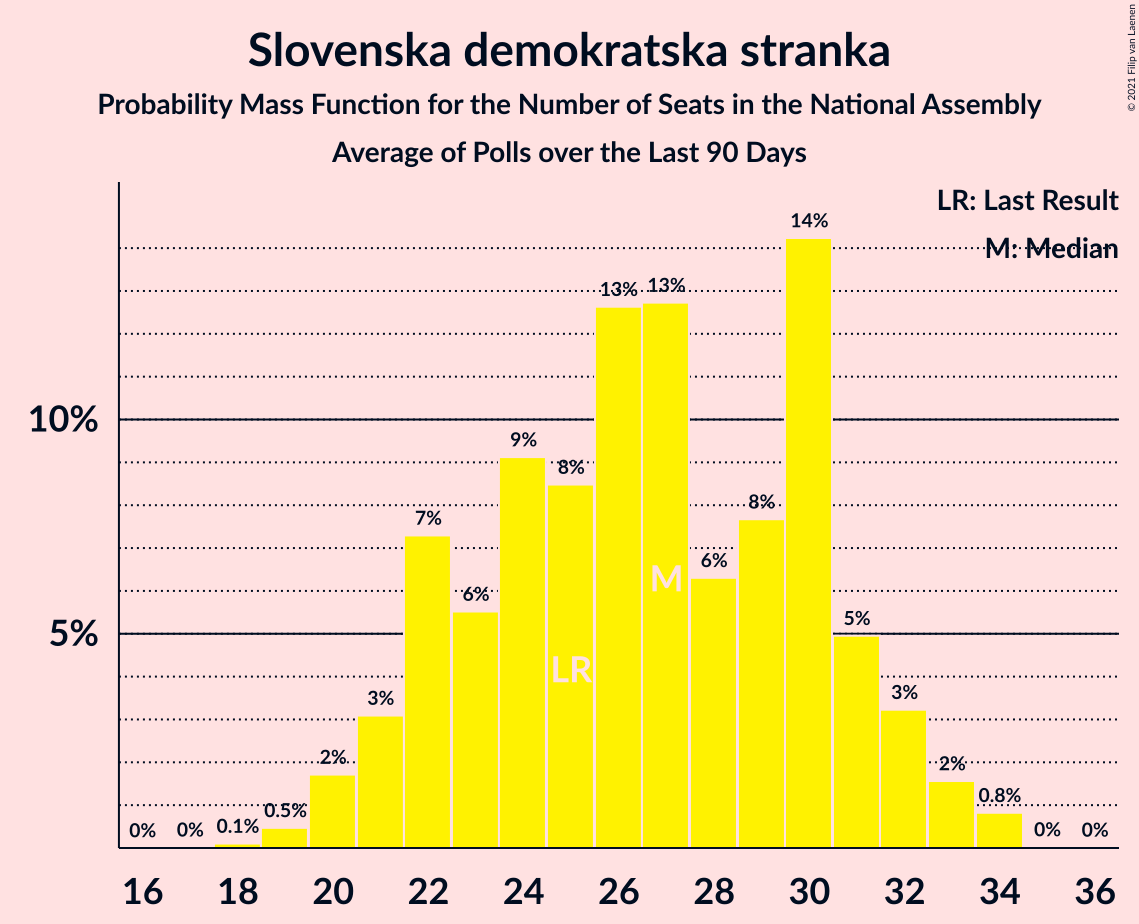 Slovenska demokratska stranka
Probability Mass Function for the Number of Seats in the National Assembly
Average of Polls over the Last 90 Days
© 2021 Filip van Laenen
LR: Last Result
M: Median
14%
13% 13%
10%
9%
8%
8%
7%
6%
6%
M
5%
5%
LR
3%
3%
2%
2%
0.5%
0.8%
0% 0% 0.1%
0% 0%
16 18 20 22 24 26 28 30 32 34 36